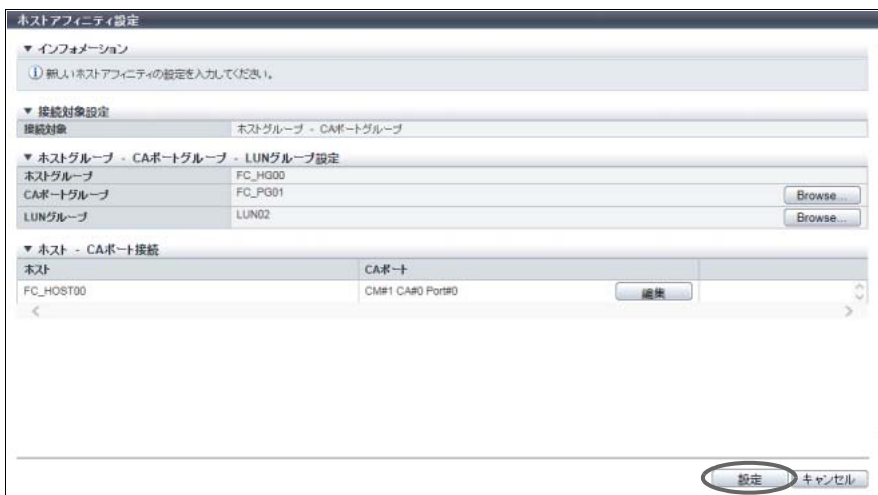 ホストアフィニティ設定
▼ インフォメーション
新しいホストアフィニティの設定を入力してください。
▼ 接続対象設定
接続対象 ホストグループ - CAポートグループ
▼ ホストグループ - CAポートグループ - LUNグループ設定
ホストグループ FC_HG00
CAポートグループ FC_PG01 Browse...
LUNグループ LUN02 Browse...
▼ ホスト - CAポート接続
ホスト CAポート
FC_HOST00 CM#1 CA#0 Port#0 編集
設定 キャンセル